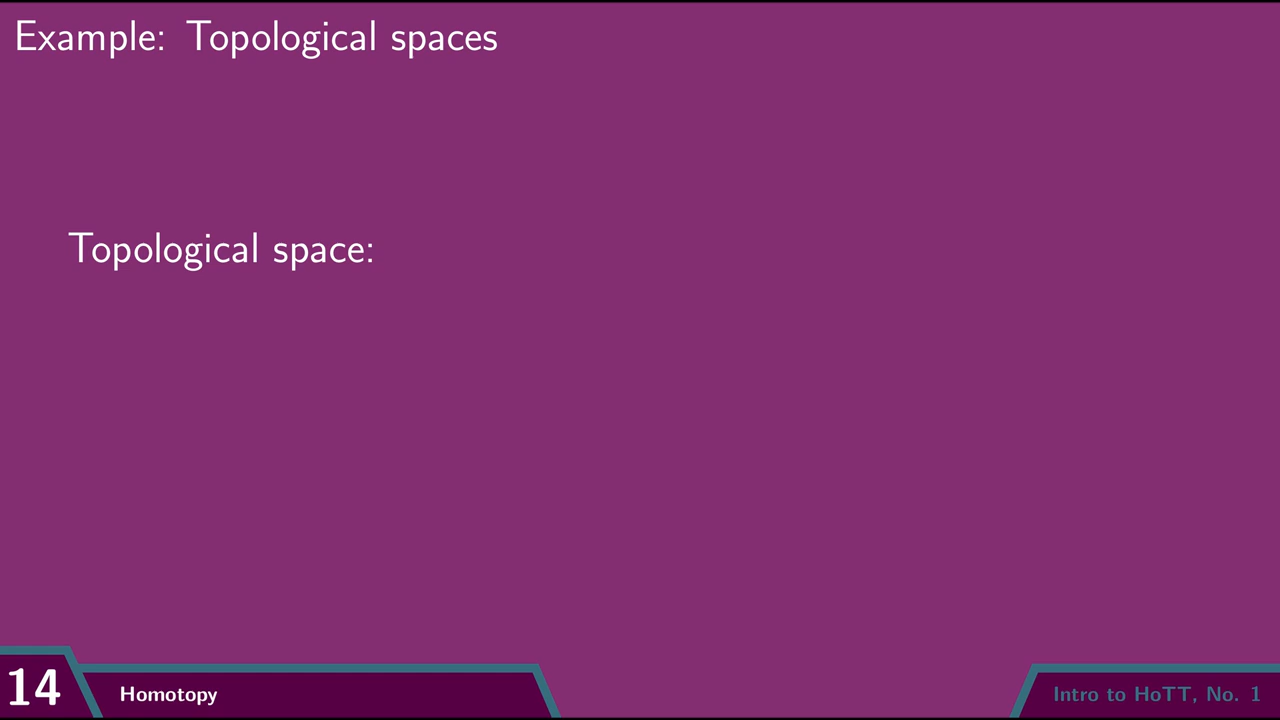 Example: Topological spaces
Topological space:
14
Homotopy
Intro to HoTT, No. 1